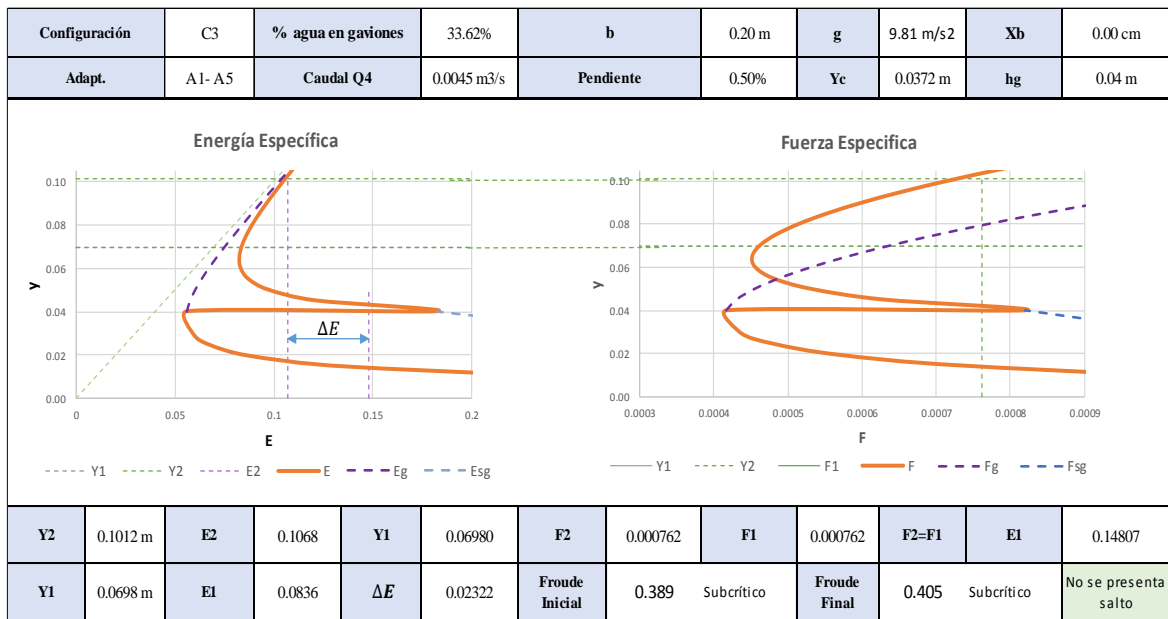 Configuración C3 % agua en gaviones 33.62% b 0.20 m g 9.81 m/s2 Xb 0.00 cm
Adapt. A1- A5 Caudal Q4 0.0045 m3/s Pendiente 0.50% Yc 0.0372 m hg 0.04 m
Energía Específica
0.10
0.08
0.06
0.04
0.02
0.00
y
ΔE
0 0.05 0.1 0.15 0.2
E
Y1 Y2 E2 E Eg Esg
Fuerza Especifica
0.10
0.08
0.06
0.04
0.02
0.00
y
0.0003 0.0004 0.0005 0.0006 0.0007 0.0008 0.0009
F
Y1 Y2 F1 F Fg Fsg
Y2 0.1012 m E2 0.1068 Y1 0.06980 F2 0.000762 F1 0.000762 F2=F1 E1 0.14807
Y1 0.0698 m E1 0.0836 ΔE 0.02322 Froude Inicial 0.389 Subcrítico Froude Final 0.405 Subcrítico No se presenta salto